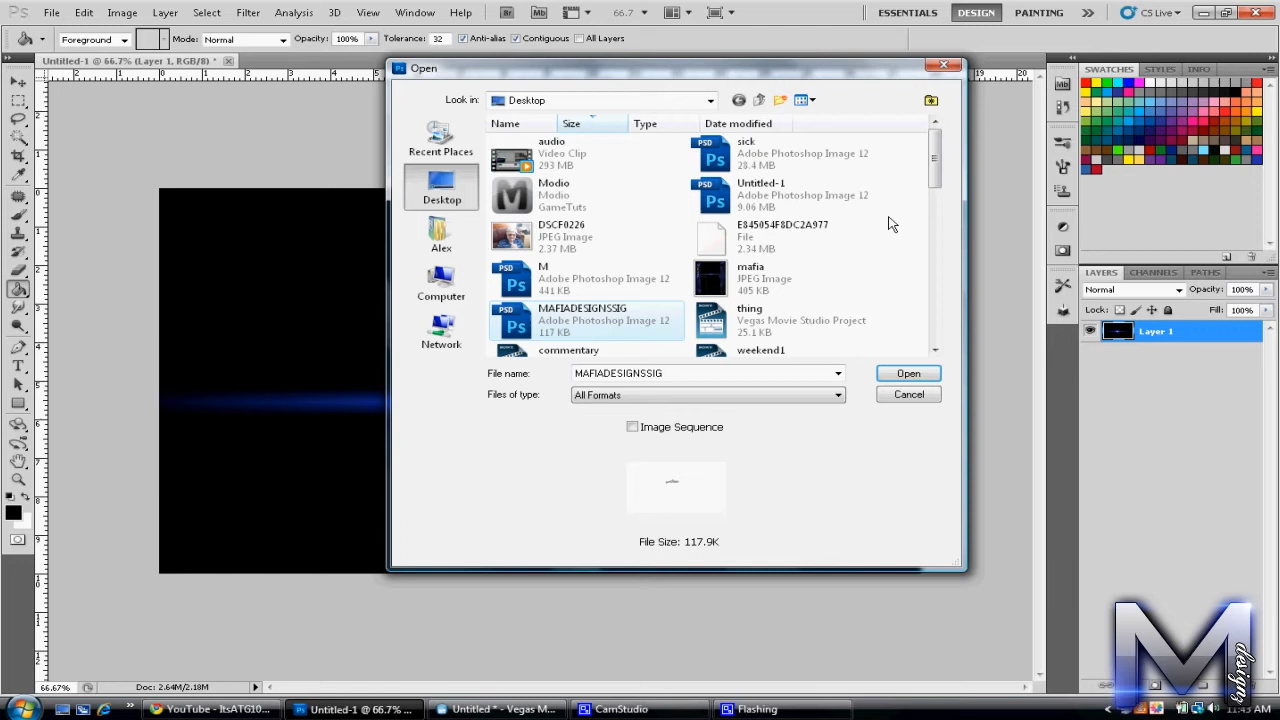 Ps File Edit Image Layer Select Filter Analysis 3D View Window Help Br Mb 66.7 ESSENTIALS DESIGN PAINTING CS Live
Foreground Mode: Normal Opacity: 100% Tolerance: 32 Anti-alias Contiguous All Layers
Untitled-1 @ 66.7% (Layer 1, RGB/8) *
Open
Look in: Desktop
Name Size Type Date modified
Recent Places
Desktop
Alex
Computer
Network
audio
Video Clip
293 MB
sick
Adobe Photoshop Image 12
28.4 MB
Modio
Modio
GameTuts
Untitled-1
Adobe Photoshop Image 12
9.06 MB
DSCF0226
JPEG Image
2.37 MB
E845054F8DC2A977
File
2.34 MB
M
Adobe Photoshop Image 12
441 KB
mafia
JPEG Image
405 KB
MAFIADESIGNSSIG
Adobe Photoshop Image 12
117 KB
thing
Vegas Movie Studio Project
25.1 KB
commentary
weekend1
File name: MAFIADESIGNSSIG Open
Files of type: All Formats Cancel
Image Sequence
File Size: 117.9K
SWATCHES STYLES INFO
LAYERS CHANNELS PATHS
Normal Opacity: 100%
Lock: Fill: 100%
Layer 1
M designz
66.67% Doc: 2.64M/2.18M
YouTube - ItsATG10... Untitled-1 @ 66.7% ... Untitled * - Vegas M... CamStudio Flashing 11:43 AM